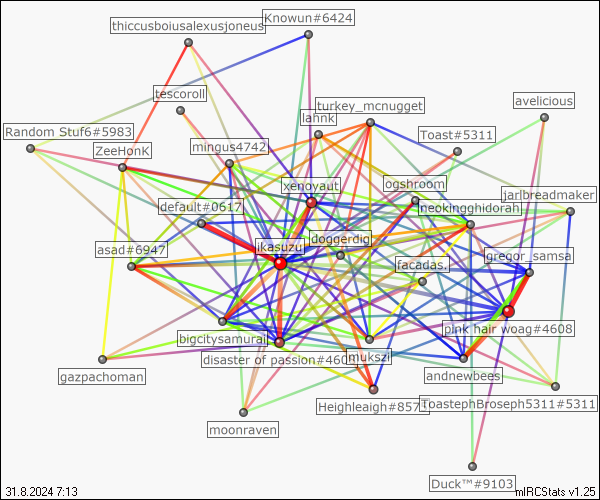 Knowun#6424
thiccusboiusalexusjoneus
tescoroll
avelicious
turkey_mcnugget
lahnk
Random Stuf6#5983
Toast#5311
mingus4742
ZeeHonK
xenoyaut
ogshroom
jarlbreadmaker
default#0617
neokingghidorah
jkasuzu
doggerdig
asad#6947
gregor_samsa
facadas.
pink hair woag#4608
bigcitysamurai
mukszi
disaster of passion#460
gazpachoman
andnewbees
Heighleaigh#857
ToastephBroseph5311#5311
moonraven
Duck™#9103
31.8.2024 7:13
mIRCStats v1.25